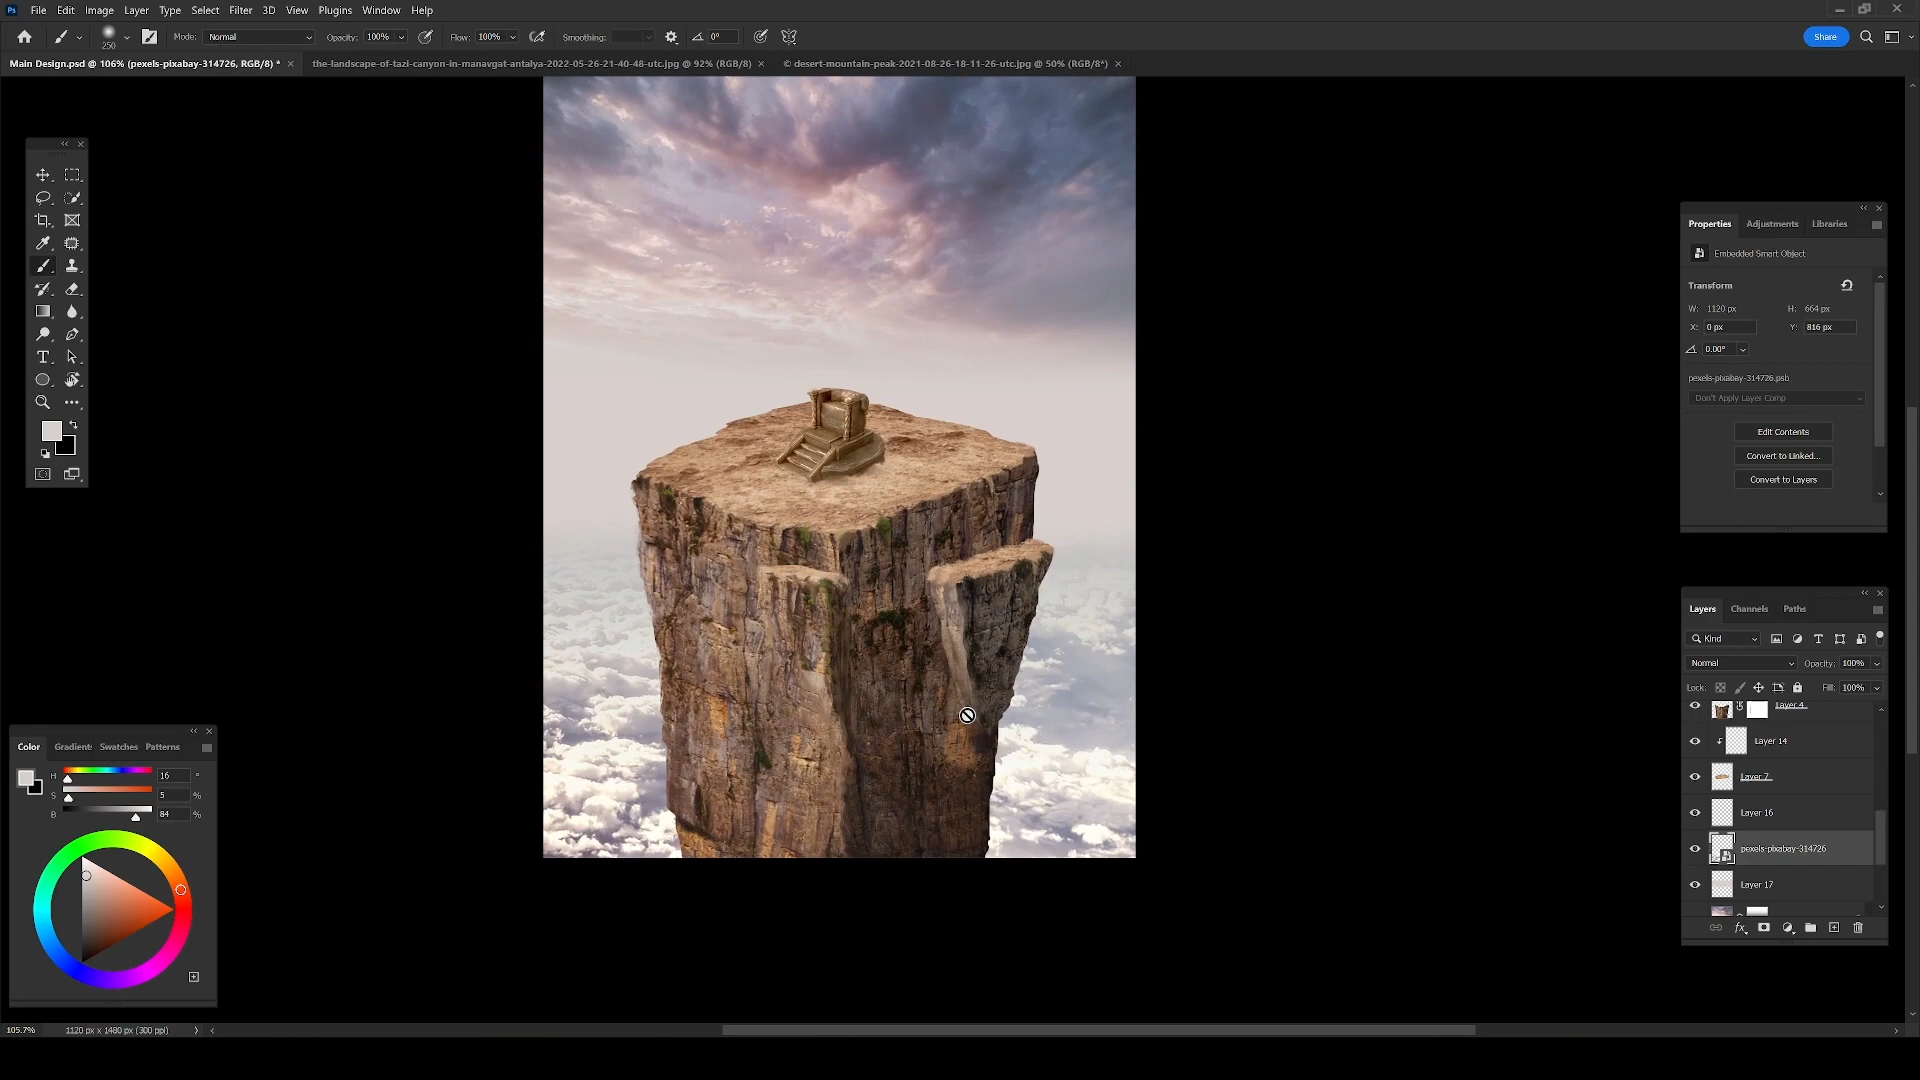 Ps File Edit Image Layer Type Select Filter 3D View Plugins Window Help
250 Mode: Normal Opacity: 100% Flow: 100% Smoothing: 0° Share
Main Design.psd @ 106% (pexels-pixabay-314726, RGB/8) * × the-landscape-of-tazi-canyon-in-manavgat-antalya-2022-05-26-21-40-48-utc.jpg @ 92% (RGB/8) × © desert-mountain-peak-2021-08-26-18-11-26-utc.jpg @ 50% (RGB/8*) ×
Properties Adjustments Libraries
Embedded Smart Object
Transform
W: 1120 px H: 664 px
X: 0 px Y: 816 px
0.00°
pexels-pixabay-314726.psb
Don't Apply Layer Comp
Edit Contents
Convert to Linked...
Convert to Layers
Layers Channels Paths
Kind
Normal Opacity: 100%
Lock: Fill: 100%
Layer 4
Layer 14
Layer 7
Layer 16
pexels-pixabay-314726
Layer 17
fx
Color Gradients Swatches Patterns
H 16 °
S 5 %
B 84 %
105.7% 1120 px x 1480 px (300 ppi)